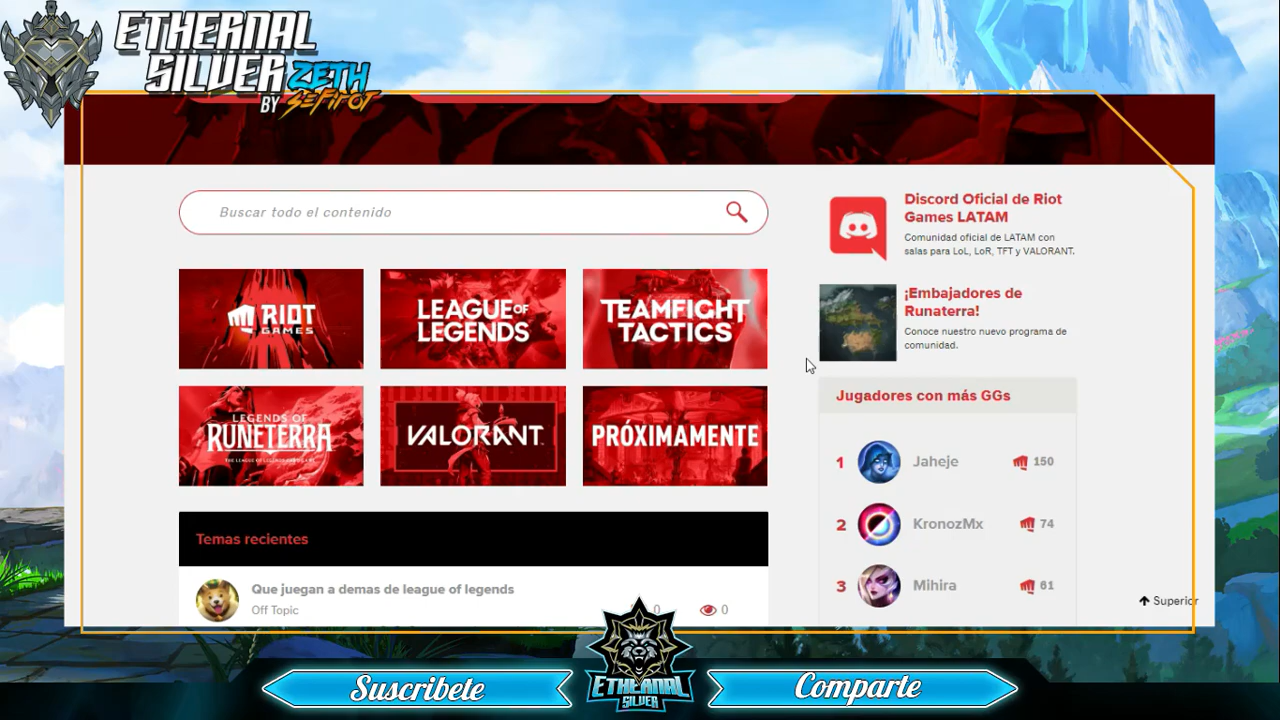 ETHERNAL
SILVER ZETH
BY SEFIROT
Buscar todo el contenido
RIOT
GAMES
LEAGUE OF
LEGENDS
TEAMFIGHT
TACTICS
LEGENDS OF
RUNETERRA
VALORANT
PRÓXIMAMENTE
Temas recientes
Que juegan a demas de league of legends
Off Topic
0
0
Discord Oficial de Riot
Games LATAM
Comunidad oficial de LATAM con
salas para LoL, LoR, TFT y VALORANT.
¡Embajadores de
Runaterra!
Conoce nuestro nuevo programa de
comunidad.
Jugadores con más GGs
1 Jaheje 150
2 KronozMx 74
3 Mihira 61
Superior
Suscribete
ETHERNAL
SILVER
Comparte